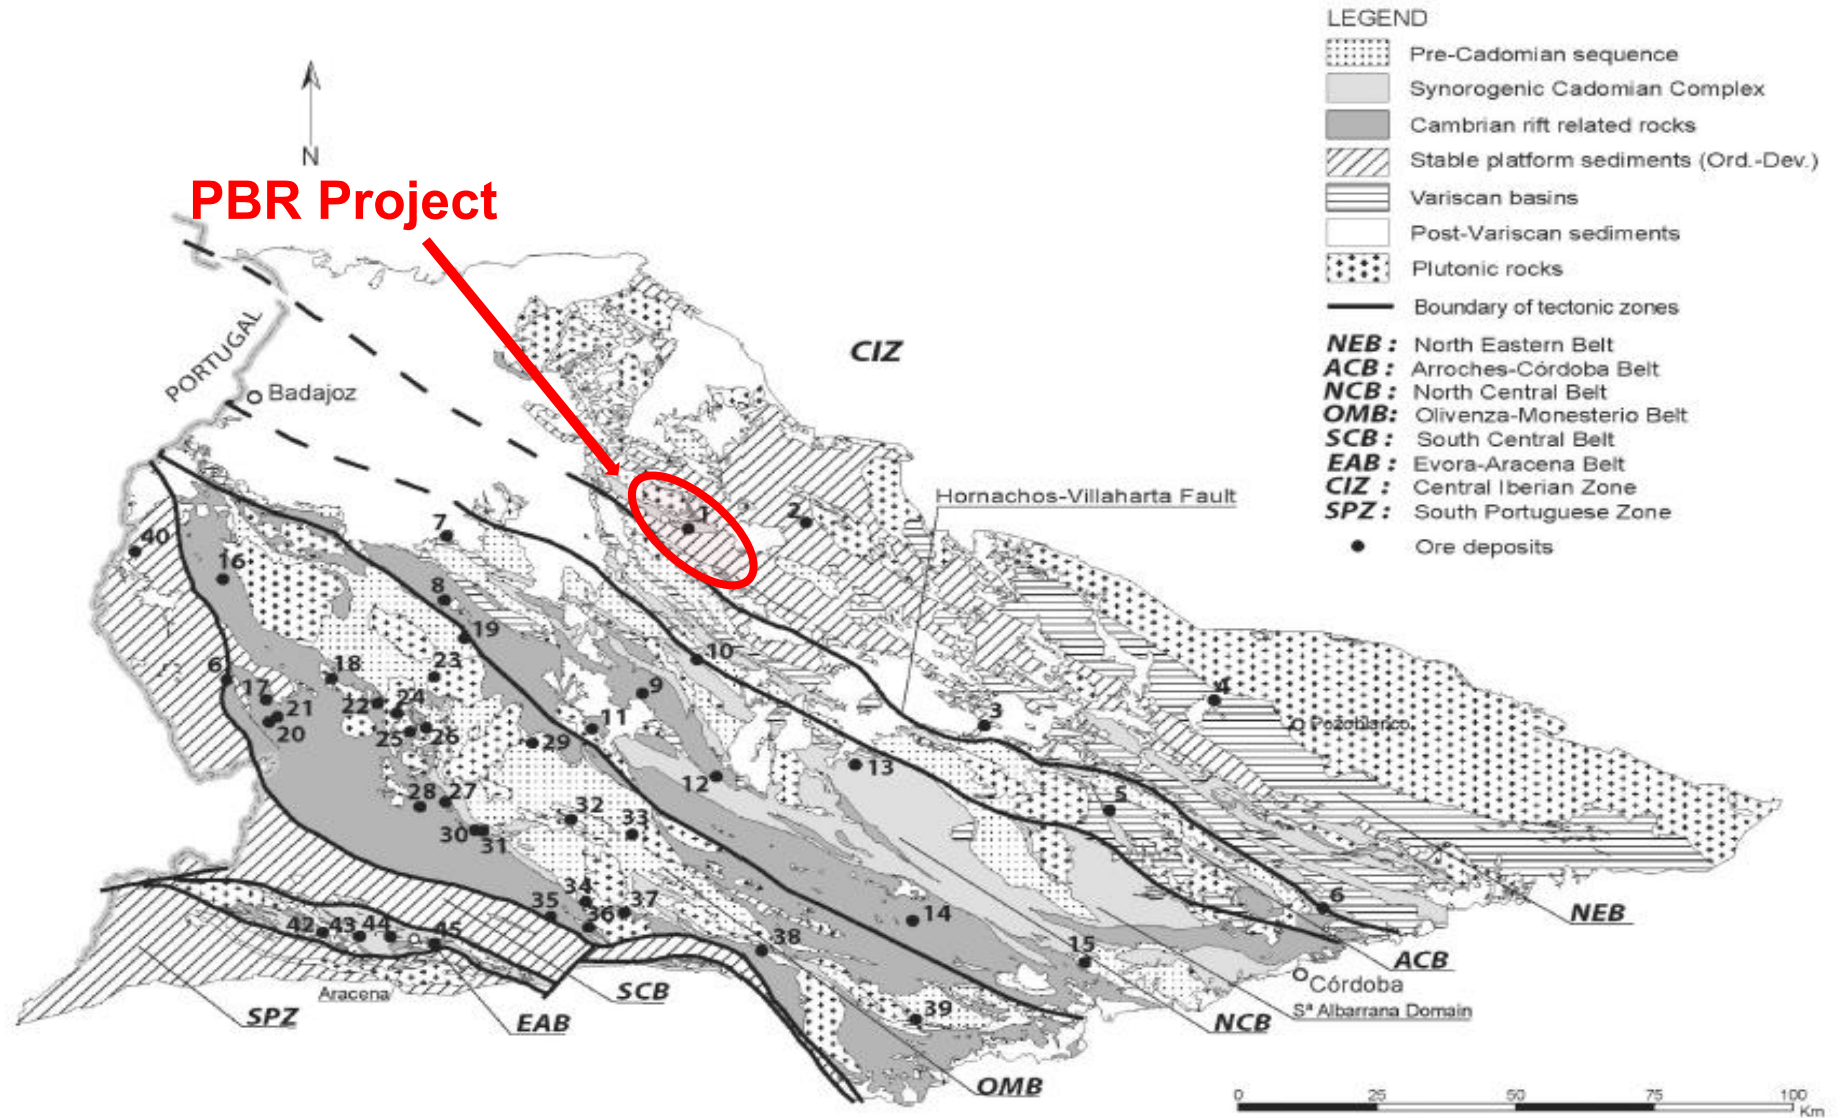 LEGEND
Pre-Cadomian sequence
Synorogenic Cadomian Complex
Cambrian rift related rocks
Stable platform sediments (Ord.-Dev.)
Variscan basins
Post-Variscan sediments
Plutonic rocks
Boundary of tectonic zones
NEB : North Eastern Belt
ACB : Arroches-Córdoba Belt
NCB : North Central Belt
OMB: Olivenza-Monesterio Belt
SCB : South Central Belt
EAB : Evora-Aracena Belt
CIZ : Central Iberian Zone
SPZ : South Portuguese Zone
Ore deposits
N
PBR Project
PORTUGAL
Badajoz
CIZ
Hornachos-Villaharta Fault
1
2
7
40
16
8
19
10
6
18
23
9
4
17
21
22
24
20
25
26
11
29
3
Pozoblanco
12
13
28
27
5
32
33
30
31
34
35
36
37
14
6
NEB
42
43
44
45
38
15
ACB
Córdoba
Aracena
SCB
SPZ
EAB
39
Sª Albarrana Domain
NCB
OMB
0 25 50 75 100
Km